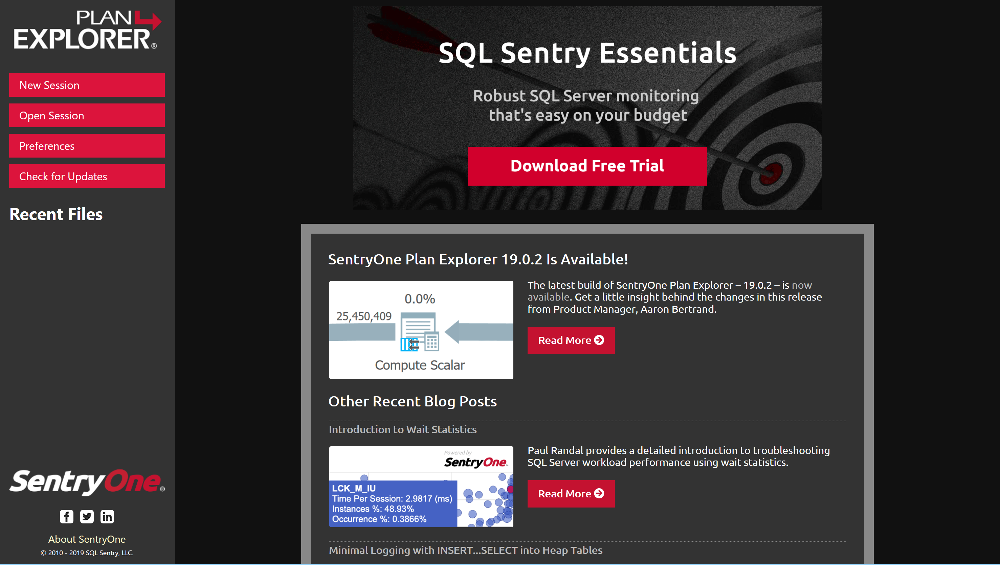 PLAN
EXPLORER®
New Session
Open Session
Preferences
Check for Updates
Recent Files
SentryOne®
About SentryOne
© 2010 - 2019 SQL Sentry, LLC.
SQL Sentry Essentials
Robust SQL Server monitoring
that's easy on your budget
Download Free Trial
SentryOne Plan Explorer 19.0.2 Is Available!
0.0%
25,450,409
Compute Scalar
The latest build of SentryOne Plan Explorer – 19.0.2 – is now
available. Get a little insight behind the changes in this release
from Product Manager, Aaron Bertrand.
Read More
Other Recent Blog Posts
Introduction to Wait Statistics
Powered by
SentryOne™
LCK_M_IU
Time Per Session: 2.9817 (ms)
Instances %: 48.93%
Occurrence %: 0.3866%
Paul Randal provides a detailed introduction to troubleshooting
SQL Server workload performance using wait statistics.
Read More
Minimal Logging with INSERT...SELECT into Heap Tables